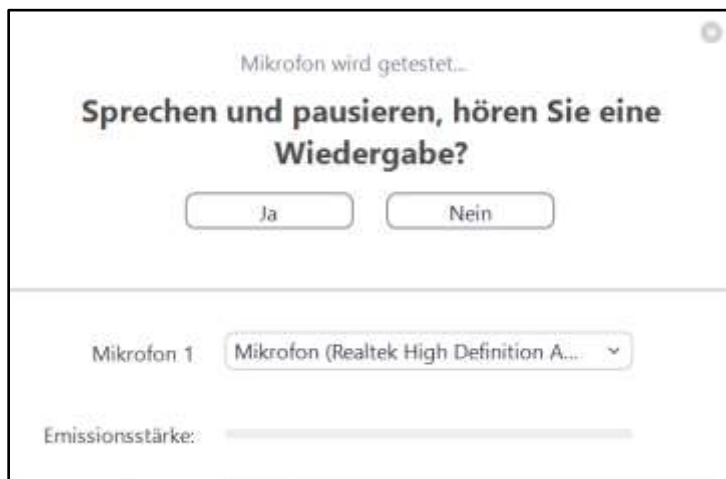 Mikrofon wird getestet...
Sprechen und pausieren, hören Sie eine
Wiedergabe?
Ja Nein
Mikrofon 1 Mikrofon (Realtek High Definition A...
Emissionsstärke: